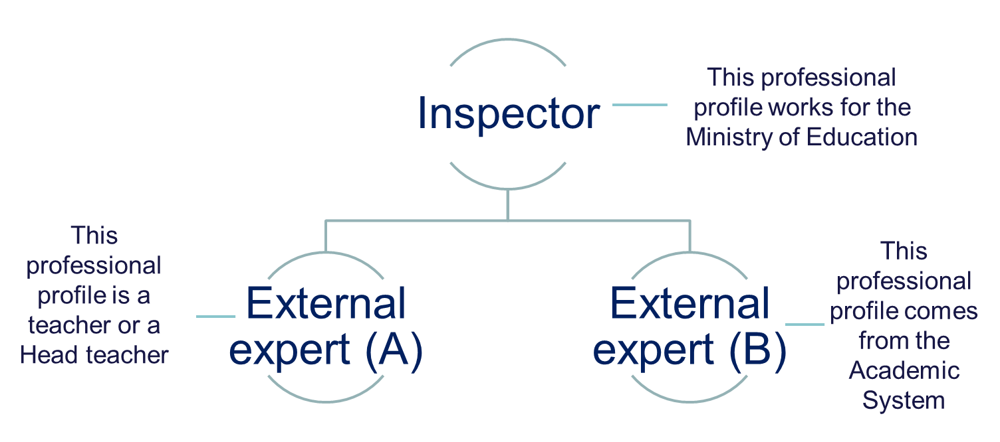 Inspector
This professional
profile works for the
Ministry of Education
This
professional
profile is a
teacher or a
Head teacher
External
expert (A)
External
expert (B)
This
professional
profile comes
from the
Academic
System